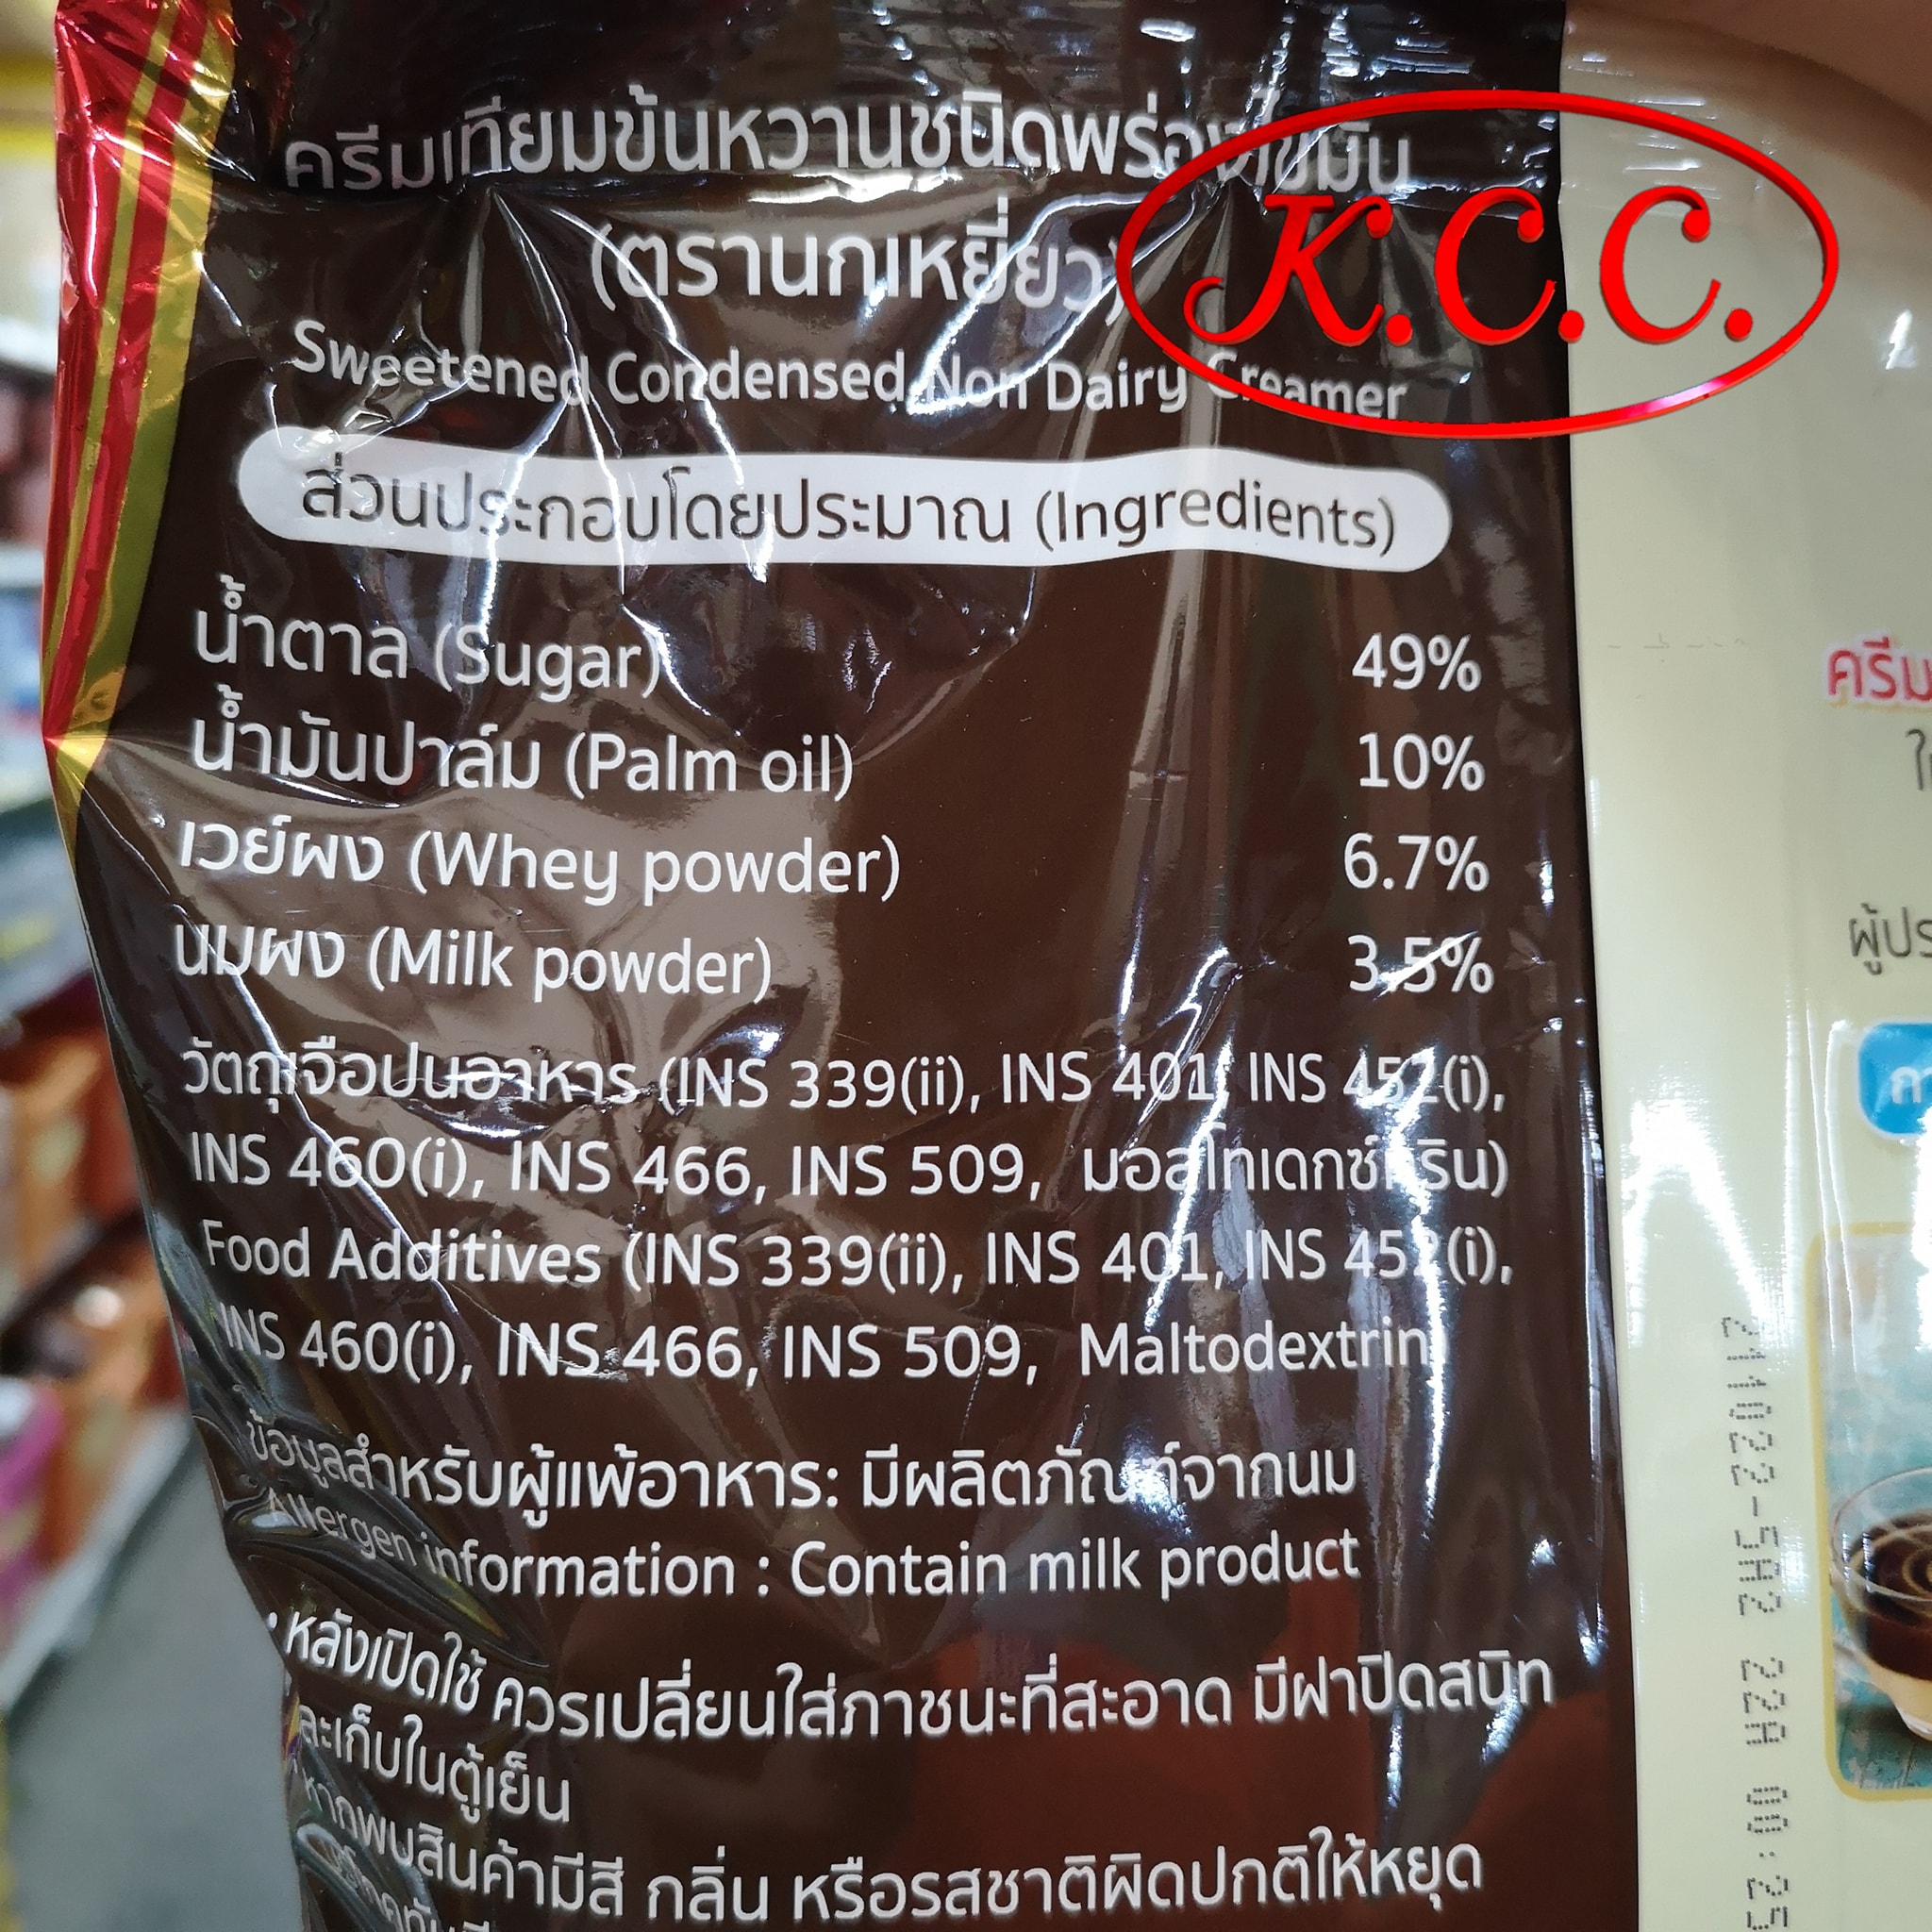 ครีมเทียมข้นหวานชนิดพร่องไขมัน
(ตรานกเหยี่ยว)
K.C.C.
Sweetened Condensed Non Dairy Creamer
ส่วนประกอบโดยประมาณ (Ingredients)
น้ำตาล (Sugar) 49%
น้ำมันปาล์ม (Palm oil) 10%
เวย์ผง (Whey powder) 6.7%
นมผง (Milk powder) 3.5%
วัตถุเจือปนอาหาร (INS 339(ii), INS 401, INS 452(i),
INS 460(i), INS 466, INS 509, มอลโทเดกซ์ตริน)
Food Additives (INS 339(ii), INS 401, INS 452(i),
INS 460(i), INS 466, INS 509, Maltodextrin)
ข้อมูลสำหรับผู้แพ้อาหาร: มีผลิตภัณฑ์จากนม
Allergen information : Contain milk product
• หลังเปิดใช้ ควรเปลี่ยนใส่ภาชนะที่สะอาด มีฝาปิดสนิท
และเก็บในตู้เย็น
หากพบสินค้ามีสี กลิ่น หรือรสชาติผิดปกติให้หยุด
ครีม
ผู้ปร
241022-5A2 22A 00:25